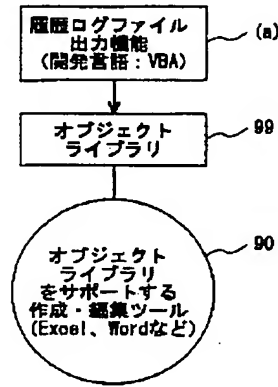 履歴ログファイル
出力機能
(開発言語：VBA)
(a)
オブジェクト
ライブラリ
99
オブジェクト
ライブラリ
をサポートする
作成・編集ツール
(Excel、Wordなど)
90